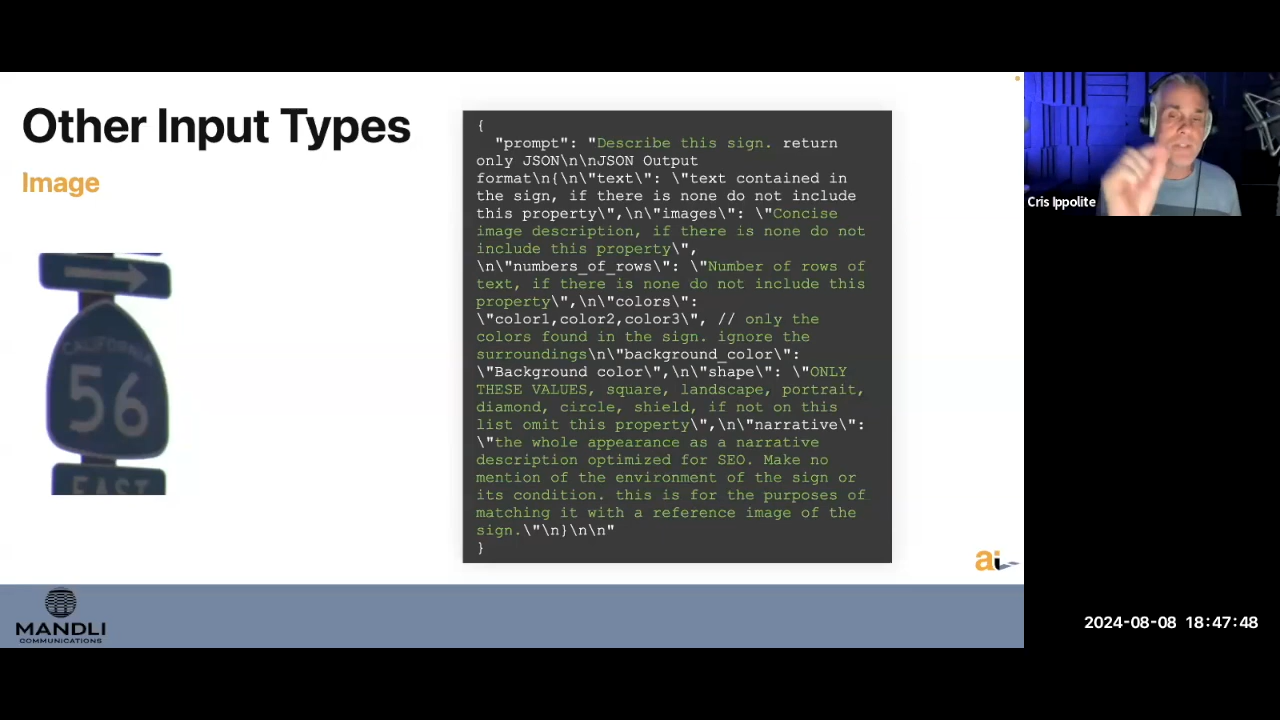 Other Input Types
Image
CALIFORNIA
56
EAST
{
"prompt": "Describe this sign. return
only JSON\n\nJSON Output
format\n{\n\"text\": \"text contained in
the sign, if there is none do not include
this property\",\n\"images\": \"Concise
image description, if there is none do not
include this property\",
\n\"numbers_of_rows\": \"Number of rows of
text, if there is none do not include this
property\",\n\"colors\":
\"color1,color2,color3\", // only the
colors found in the sign. ignore the
surroundings\n\"background_color\":
\"Background color\",\n\"shape\": \"ONLY
THESE VALUES, square, landscape, portrait,
diamond, circle, shield, if not on this
list omit this property\",\n\"narrative\":
\"the whole appearance as a narrative
description optimized for SEO. Make no
mention of the environment of the sign or
its condition. this is for the purposes of
matching it with a reference image of the
sign.\"\n}\n\n"
}
ai
MANDLI
COMMUNICATIONS
Cris Ippolite
2024-08-08 18:47:48